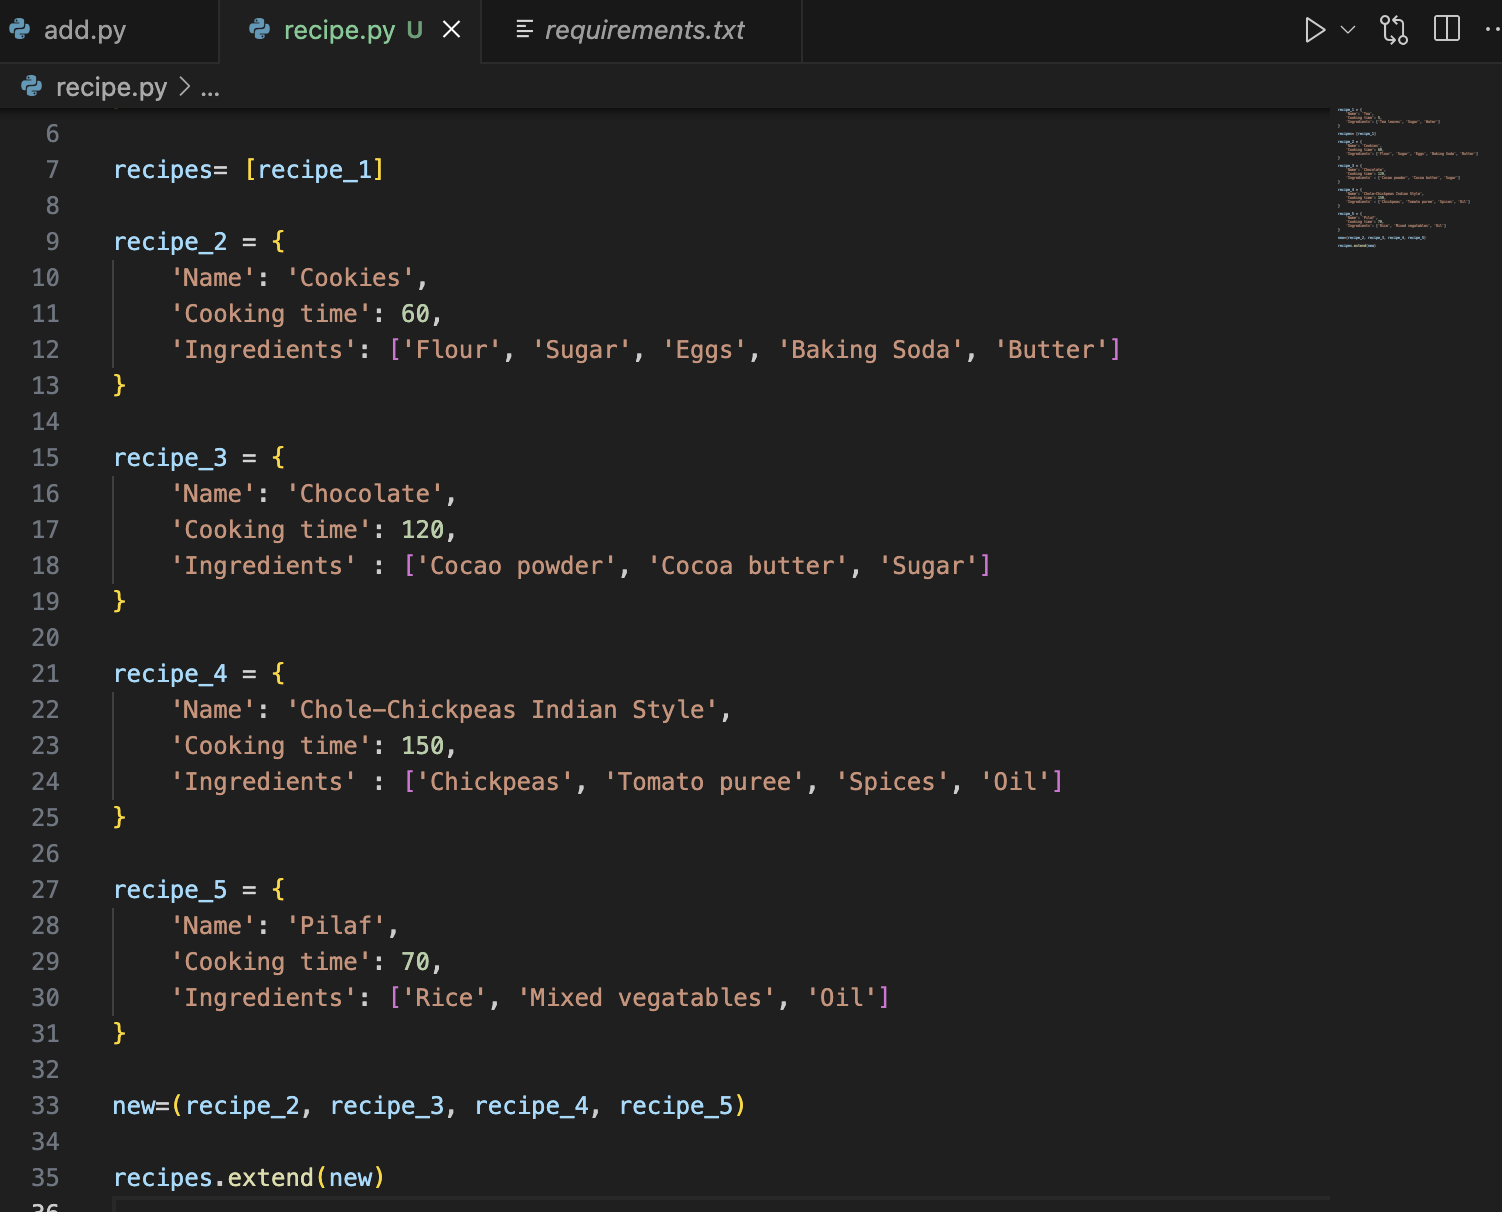 add.py
recipe.py U
requirements.txt
recipe.py > ...
6
7 recipes= [recipe_1]
8
9 recipe_2 = {
10     'Name': 'Cookies',
11     'Cooking time': 60,
12     'Ingredients': ['Flour', 'Sugar', 'Eggs', 'Baking Soda', 'Butter']
13 }
14
15 recipe_3 = {
16     'Name': 'Chocolate',
17     'Cooking time': 120,
18     'Ingredients' : ['Cocao powder', 'Cocoa butter', 'Sugar']
19 }
20
21 recipe_4 = {
22     'Name': 'Chole-Chickpeas Indian Style',
23     'Cooking time': 150,
24     'Ingredients' : ['Chickpeas', 'Tomato puree', 'Spices', 'Oil']
25 }
26
27 recipe_5 = {
28     'Name': 'Pilaf',
29     'Cooking time': 70,
30     'Ingredients': ['Rice', 'Mixed vegatables', 'Oil']
31 }
32
33 new=(recipe_2, recipe_3, recipe_4, recipe_5)
34
35 recipes.extend(new)
36